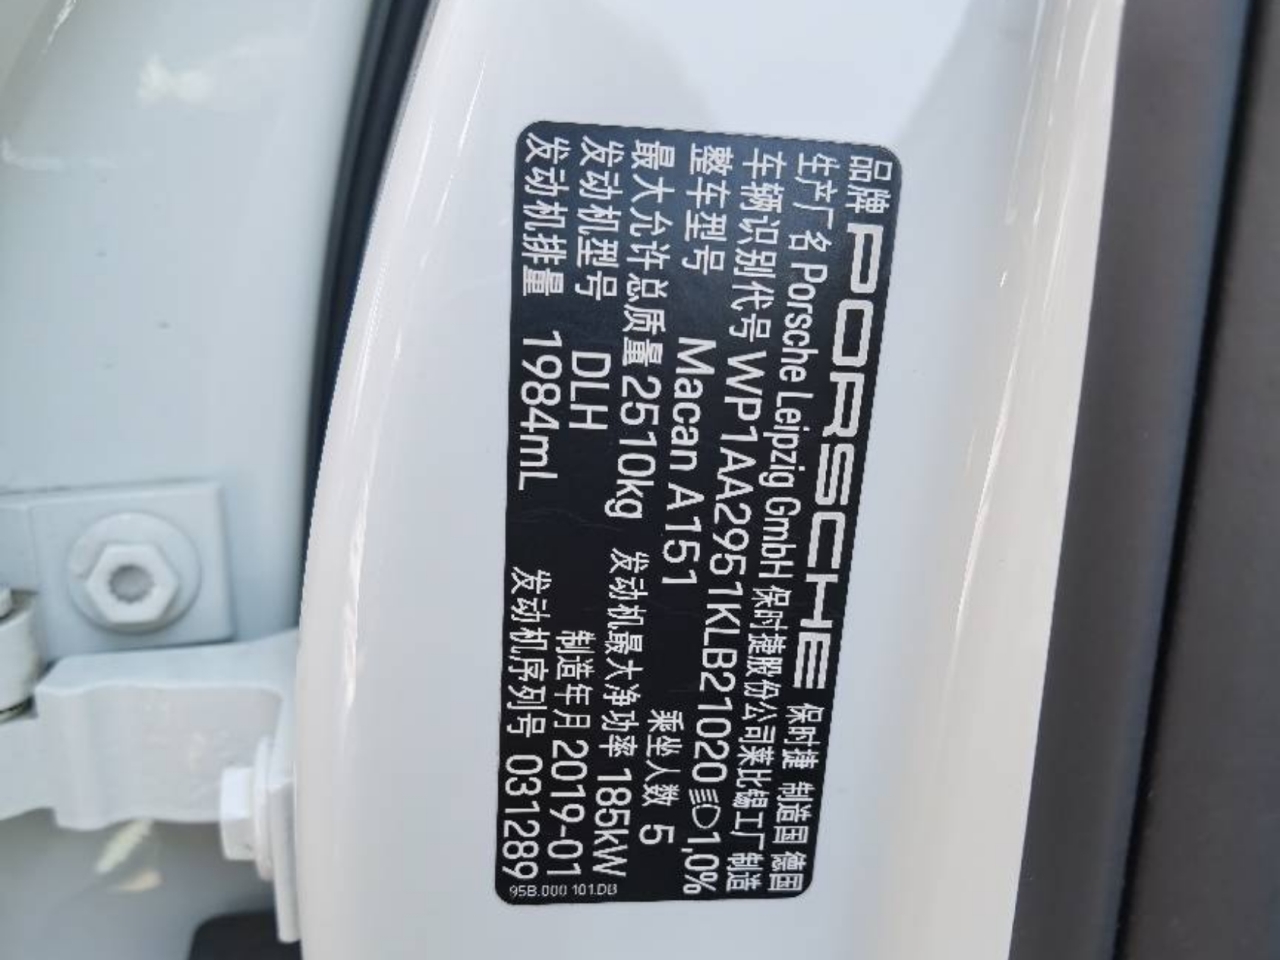 品牌 PORSCHE 保时捷 制造国 德国
生产厂名 Porsche Leipzig GmbH 保时捷股份公司莱比锡工厂 制造
车辆识别代号 WP1AA2951KLB21020 1,0%
整车型号 Macan A151 乘坐人数 5
最大允许总质量 2510kg 发动机最大净功率 185kW
发动机型号 DLH 制造年月 2019-01
发动机排量 1984mL 发动机序列号 031289
95B.000 101.DB